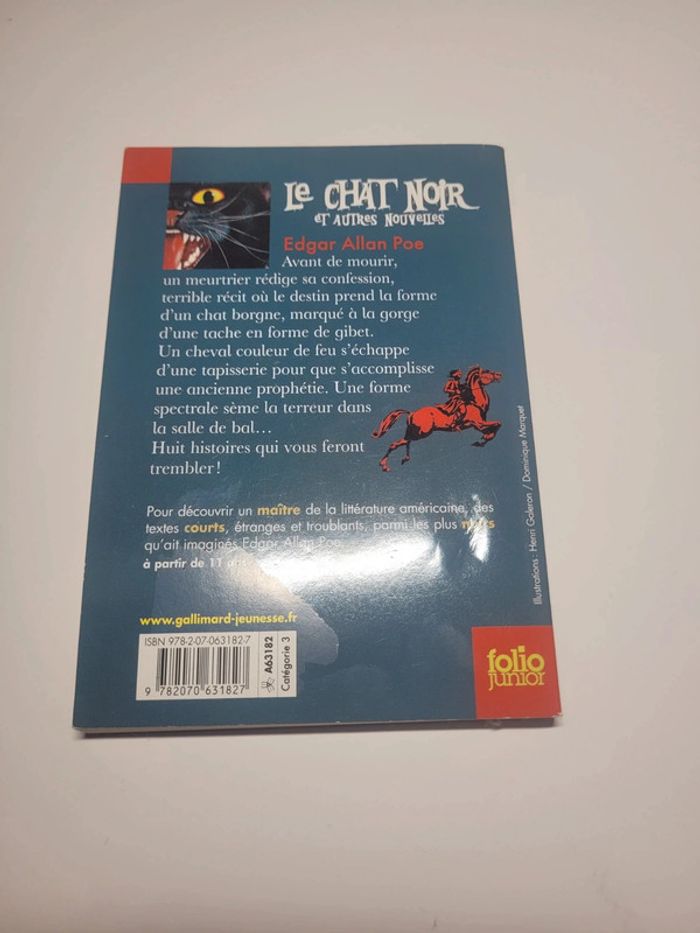 Le CHAT NOIR
ET AUTRES NOUVELLES
Edgar Allan Poe
Avant de mourir,
un meurtrier rédige sa confession,
terrible récit où le destin prend la forme
d'un chat borgne, marqué à la gorge
d'une tache en forme de gibet.
Un cheval couleur de feu s'échappe
d'une tapisserie pour que s'accomplisse
une ancienne prophétie. Une forme
spectrale sème la terreur dans
la salle de bal…
Huit histoires qui vous feront
trembler !
Pour découvrir un maître de la littérature américaine, des
textes courts, étranges et troublants, parmi les plus noirs
qu'ait imaginés Edgar Allan Poe
à partir de 11 ans
www.gallimard-jeunesse.fr
ISBN 978-2-07-063182-7
9 782070 631827
A63182
Catégorie 3
folio
junior
Illustrations : Henri Galeron / Dominique Marquet